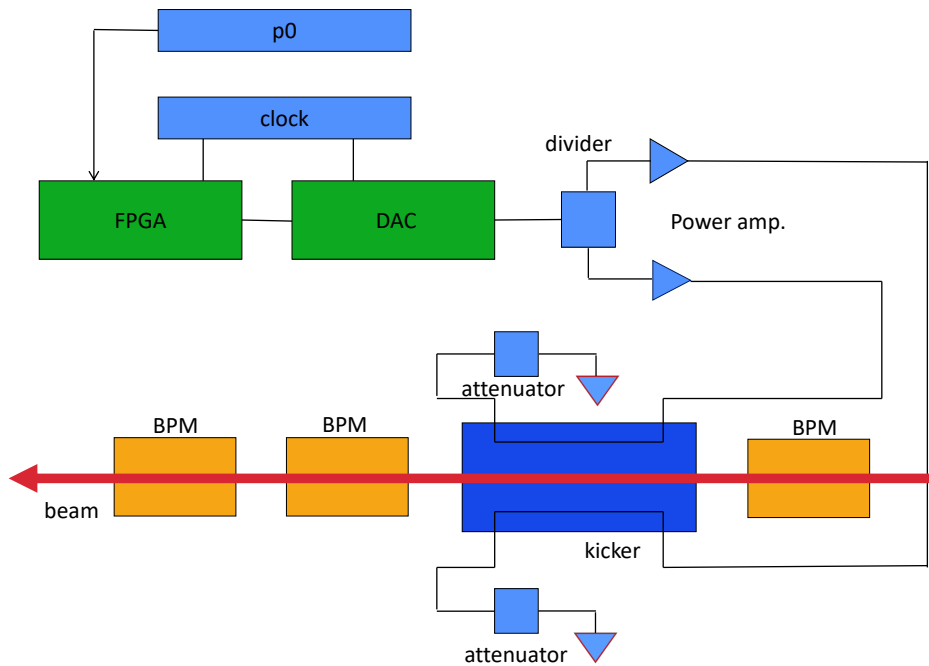 p0
clock
divider
FPGA
DAC
Power amp.
attenuator
BPM
BPM
BPM
beam
kicker
attenuator